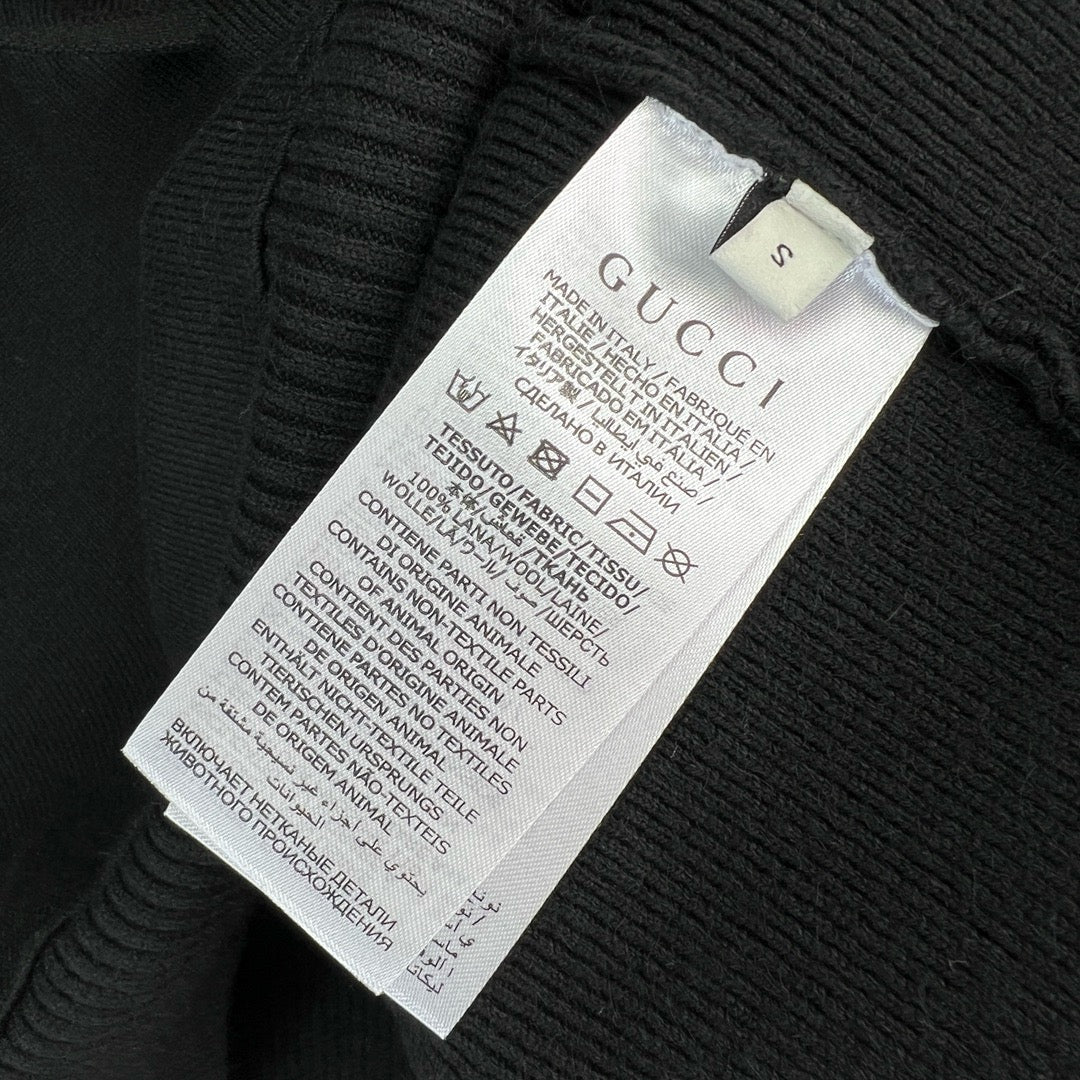 S
GUCCI
MADE IN ITALY / FABRIQUÉ EN
ITALIE / HECHO EN ITALIA /
HERGESTELLT IN ITALIEN /
FABRICADO EM ITÁLIA /
イタリア製 / صنع في ايطاليا /
СДЕЛАНО В ИТАЛИИ
TESSUTO/FABRIC/TISSU/
TEJIDO/GEWEBE/TECIDO/
本体/قماش/ТКАНЬ
100% LANA/WOOL/LAINE/
WOLLE/LÃ/ウール/صوف/ШЕРСТЬ
CONTIENE PARTI NON TESSILI
DI ORIGINE ANIMALE
CONTAINS NON-TEXTILE PARTS
OF ANIMAL ORIGIN
CONTIENT DES PARTIES NON
TEXTILES D'ORIGINE ANIMALE
CONTIENE PARTES NO TEXTILES
DE ORIGEN ANIMAL
ENTHÄLT NICHT-TEXTILE TEILE
TIERISCHEN URSPRUNGS
CONTEM PARTES NÃO-TEXTEIS
DE ORIGEM ANIMAL
يحتوي على اجزاء غير نسيجية مشتقة من
الحيوانات
ВКЛЮЧАЕТ НЕТКАНЫЕ ДЕТАЛИ
ЖИВОТНОГО ПРОИСХОЖДЕНИЯ